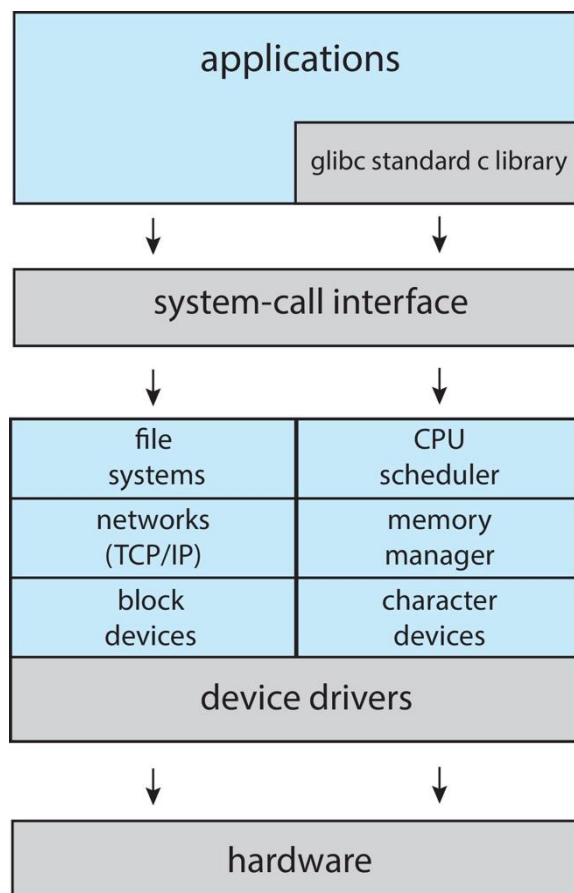 applications
glibc standard c library
system-call interface
file
systems
CPU
scheduler
networks
(TCP/IP)
memory
manager
block
devices
character
devices
device drivers
hardware